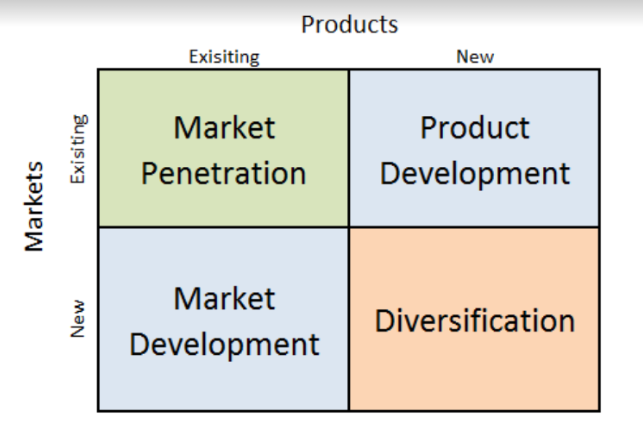 Products
Exisiting
New
Markets
Exisiting
Market
Penetration
Product
Development
New
Market
Development
Diversification